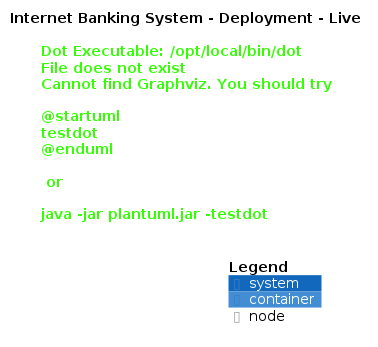 Internet Banking System - Deployment - Live
Dot Executable: /opt/local/bin/dot
File does not exist
Cannot find Graphviz. You should try
@startuml
testdot
@enduml
or
java -jar plantuml.jar -testdot
Legend
system
container
node